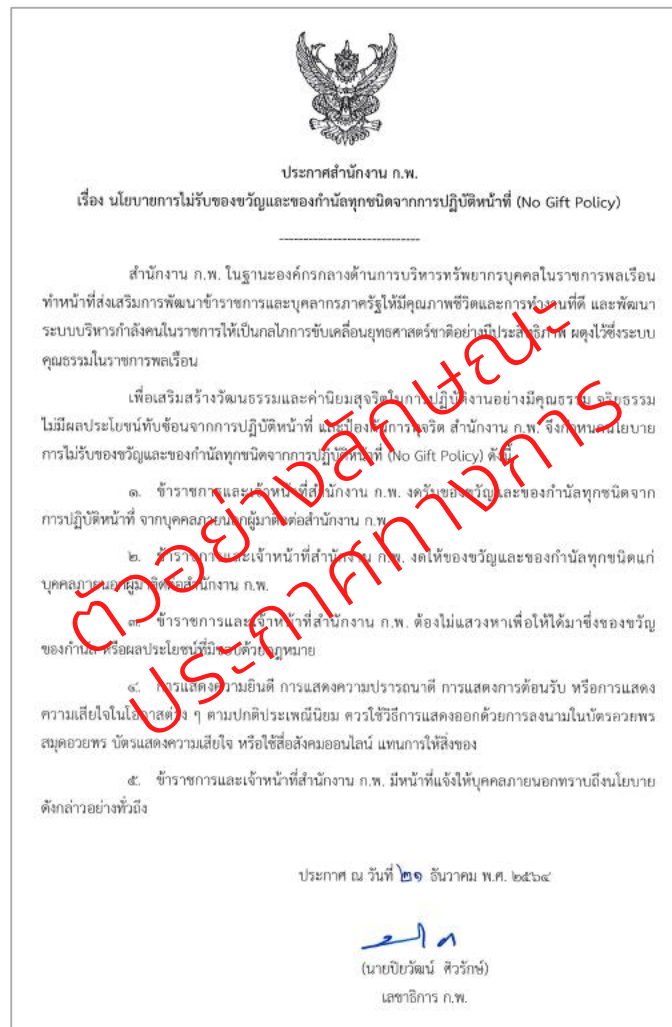 ประกาศสำนักงาน ก.พ.
เรื่อง นโยบายการไม่รับของขวัญและของกำนัลทุกชนิดจากการปฏิบัติหน้าที่ (No Gift Policy)
สำนักงาน ก.พ. ในฐานะองค์กรกลางด้านการบริหารทรัพยากรบุคคลในราชการพลเรือน
ทำหน้าที่ส่งเสริมการพัฒนาข้าราชการและบุคลากรภาครัฐให้มีคุณภาพชีวิตและการทำงานที่ดี และพัฒนา
ระบบบริหารกำลังคนในราชการให้เป็นกลไกการขับเคลื่อนยุทธศาสตร์ชาติอย่างมีประสิทธิภาพ ผดุงไว้ซึ่งระบบ
คุณธรรมในราชการพลเรือน
เพื่อเสริมสร้างวัฒนธรรมและค่านิยมสุจริตในการปฏิบัติงานอย่างมีคุณธรรม จริยธรรม
ไม่มีผลประโยชน์ทับซ้อนจากการปฏิบัติหน้าที่ และป้องกันการทุจริต สำนักงาน ก.พ. จึงกำหนดนโยบาย
การไม่รับของขวัญและของกำนัลทุกชนิดจากการปฏิบัติหน้าที่ (No Gift Policy) ดังนี้
๑. ข้าราชการและเจ้าหน้าที่สำนักงาน ก.พ. งดรับของขวัญและของกำนัลทุกชนิดจาก
การปฏิบัติหน้าที่ จากบุคคลภายนอกผู้มาติดต่อสำนักงาน ก.พ.
๒. ข้าราชการและเจ้าหน้าที่สำนักงาน ก.พ. งดให้ของขวัญและของกำนัลทุกชนิดแก่
บุคคลภายนอกผู้มาติดต่อสำนักงาน ก.พ.
๓. ข้าราชการและเจ้าหน้าที่สำนักงาน ก.พ. ต้องไม่แสวงหาเพื่อให้ได้มาซึ่งของขวัญ
ของกำนัล หรือผลประโยชน์ที่มิชอบด้วยกฎหมาย
๔. การแสดงความยินดี การแสดงความปรารถนาดี การแสดงการต้อนรับ หรือการแสดง
ความเสียใจในโอกาสต่าง ๆ ตามปกติประเพณีนิยม ควรใช้วิธีการแสดงออกด้วยการลงนามในบัตรอวยพร
สมุดอวยพร บัตรแสดงความเสียใจ หรือใช้สื่อสังคมออนไลน์ แทนการให้สิ่งของ
๕. ข้าราชการและเจ้าหน้าที่สำนักงาน ก.พ. มีหน้าที่แจ้งให้บุคคลภายนอกทราบถึงนโยบาย
ดังกล่าวอย่างทั่วถึง
ประกาศ ณ วันที่ ๒๑ ธันวาคม พ.ศ. ๒๕๖๔
(นายปิยวัฒน์ ศิวรักษ์)
เลขาธิการ ก.พ.
ตัวอย่างลักษณะ
ประกาศทางการ